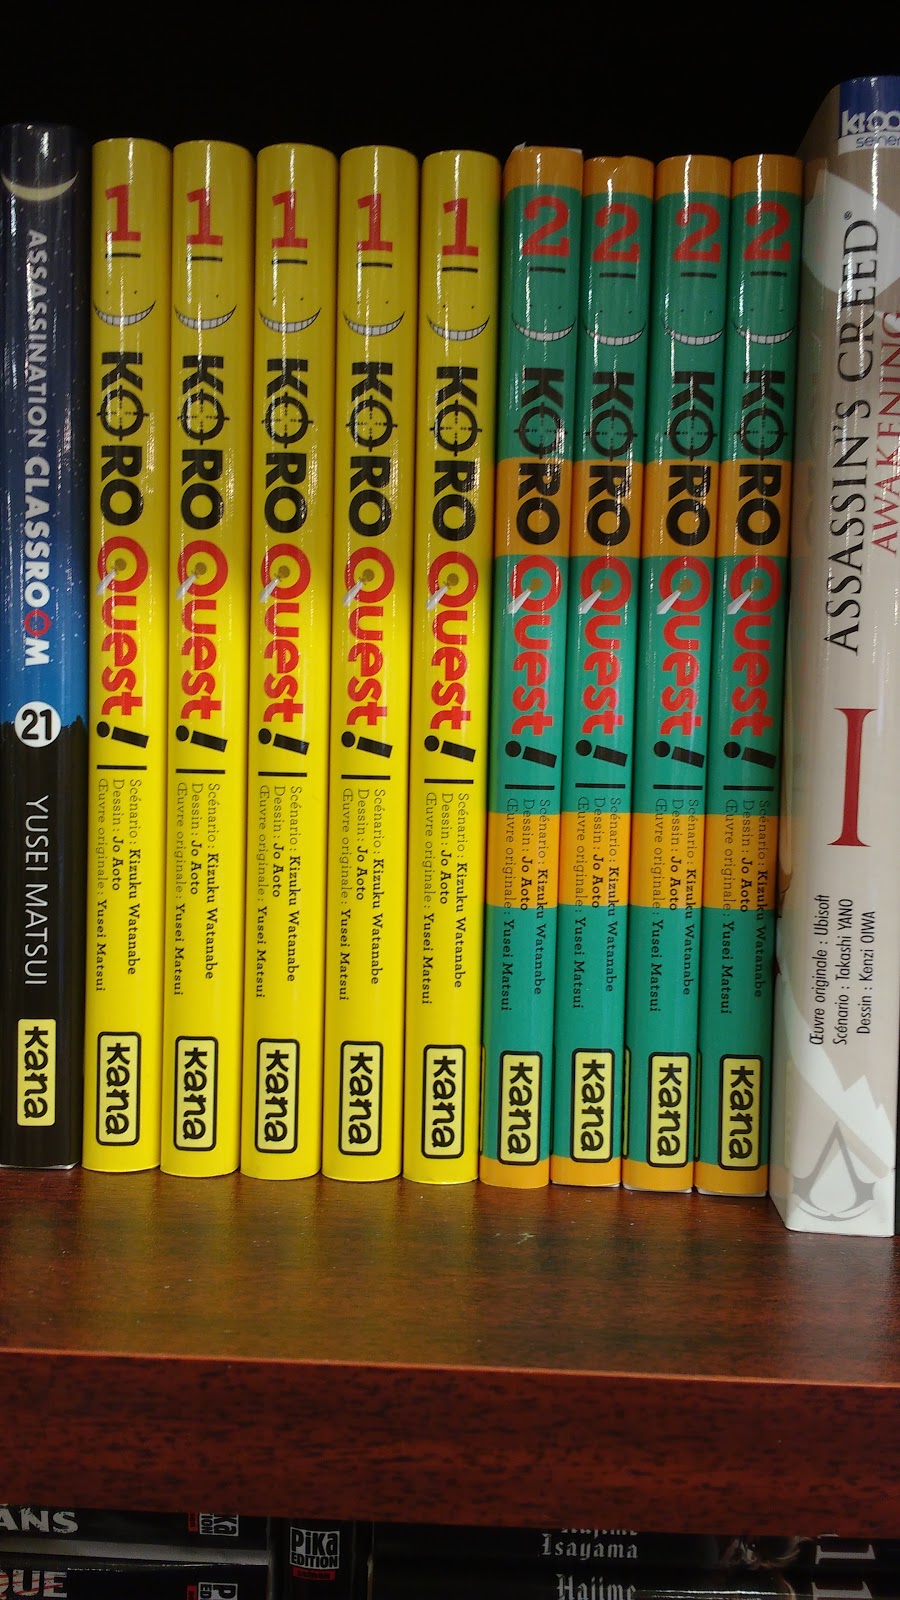 ASSASSINATION CLASSROOM 21 YUSEI MATSUI kana
1 KORO Quest! Scénario : Kizuku Watanabe
Dessin : Jo Aoto
Œuvre originale : Yusei Matsui
kana
1 KORO Quest! Scénario : Kizuku Watanabe
Dessin : Jo Aoto
Œuvre originale : Yusei Matsui
kana
1 KORO Quest! Scénario : Kizuku Watanabe
Dessin : Jo Aoto
Œuvre originale : Yusei Matsui
kana
1 KORO Quest! Scénario : Kizuku Watanabe
Dessin : Jo Aoto
Œuvre originale : Yusei Matsui
kana
1 KORO Quest! Scénario : Kizuku Watanabe
Dessin : Jo Aoto
Œuvre originale : Yusei Matsui
kana
2 KORO Quest! Scénario : Kizuku Watanabe
Dessin : Jo Aoto
Œuvre originale : Yusei Matsui
kana
2 KORO Quest! Scénario : Kizuku Watanabe
Dessin : Jo Aoto
Œuvre originale : Yusei Matsui
kana
2 KORO Quest! Scénario : Kizuku Watanabe
Dessin : Jo Aoto
Œuvre originale : Yusei Matsui
kana
2 KORO Quest! Scénario : Kizuku Watanabe
Dessin : Jo Aoto
Œuvre originale : Yusei Matsui
kana
ASSASSIN'S CREED®
AWAKENING
I
Œuvre originale : Ubisoft
Scénario : Takashi YANO
Dessin : Kenzi OIWA
PIKA
EDITION
Hajime
Isayama
1
Hajime